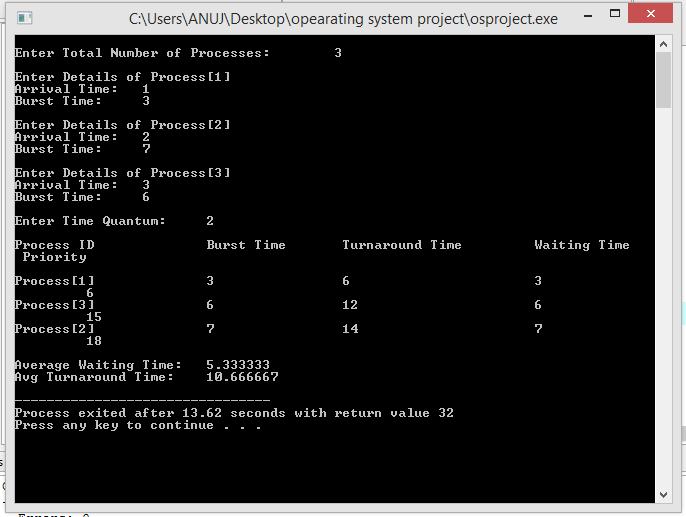 C:\Users\ANUJ\Desktop\opearating system project\osproject.exe
Enter Total Number of Processes: 3
Enter Details of Process[1]
Arrival Time: 1
Burst Time: 3
Enter Details of Process[2]
Arrival Time: 2
Burst Time: 7
Enter Details of Process[3]
Arrival Time: 3
Burst Time: 6
Enter Time Quantum: 2
Process ID Burst Time Turnaround Time Waiting Time
Priority
Process[1] 3 6 3
6
Process[3] 6 12 6
15
Process[2] 7 14 7
18
Average Waiting Time: 5.333333
Avg Turnaround Time: 10.666667
--------------------------------
Process exited after 13.62 seconds with return value 32
Press any key to continue . . .